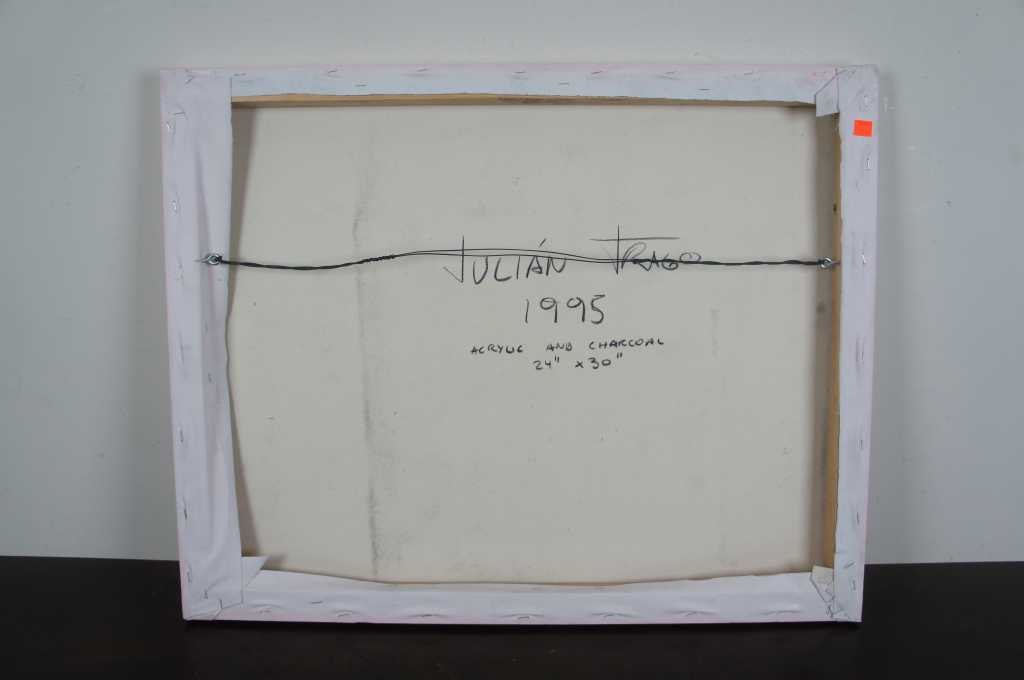 JULIÁN TRAGO
1995
ACRYLIC AND CHARCOAL
24" x 30"